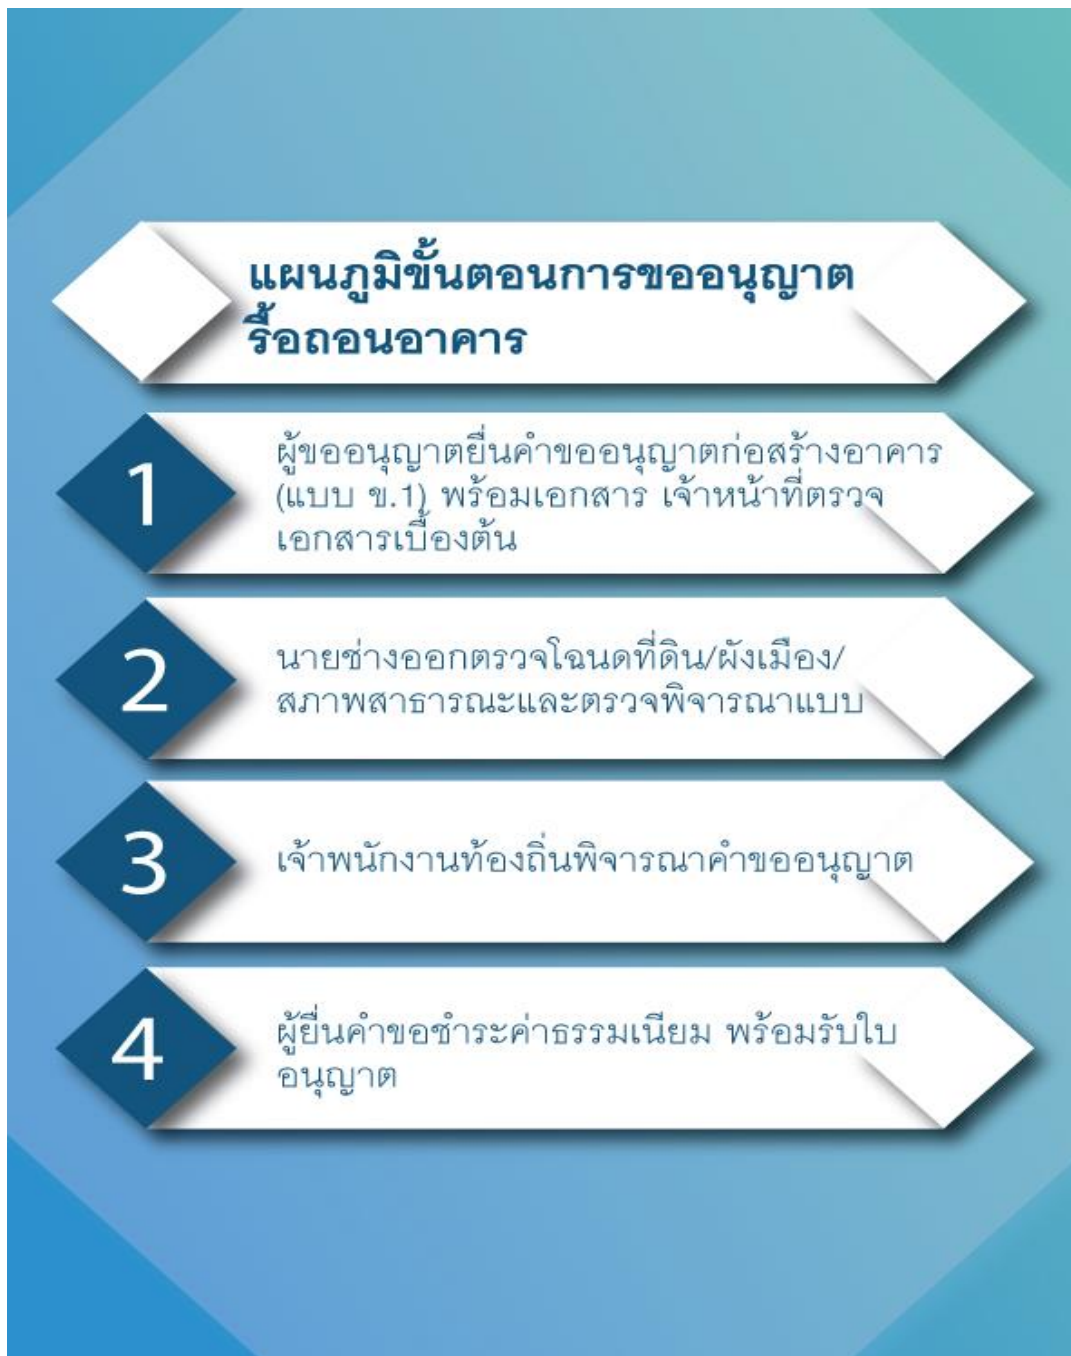 แผนภูมิขั้นตอนการขออนุญาต
รื้อถอนอาคาร
1
ผู้ขออนุญาตยื่นคำขออนุญาตก่อสร้างอาคาร
(แบบ ข.1) พร้อมเอกสาร เจ้าหน้าที่ตรวจ
เอกสารเบื้องต้น
2
นายช่างออกตรวจโฉนดที่ดิน/ผังเมือง/
สภาพสาธารณะและตรวจพิจารณาแบบ
3
เจ้าพนักงานท้องถิ่นพิจารณาคำขออนุญาต
4
ผู้ยื่นคำขอชำระค่าธรรมเนียม พร้อมรับใบ
อนุญาต